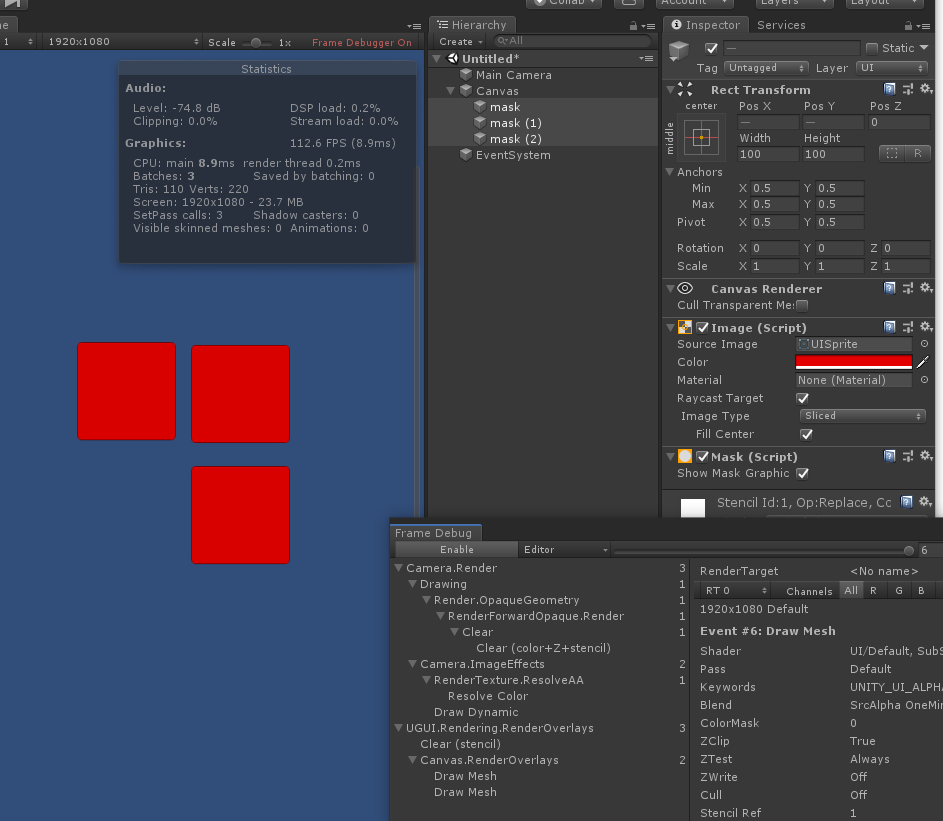 Collab
Account
Layers
Layout
ne
1
1920x1080
Scale
1x
Frame Debugger On
Statistics
Audio:
Level: -74.8 dB
DSP load: 0.2%
Clipping: 0.0%
Stream load: 0.0%
Graphics:
112.6 FPS (8.9ms)
CPU: main 8.9ms render thread 0.2ms
Batches: 3
Saved by batching: 0
Tris: 110 Verts: 220
Screen: 1920x1080 - 23.7 MB
SetPass calls: 3
Shadow casters: 0
Visible skinned meshes: 0 Animations: 0
Hierarchy
Create
All
Untitled*
Main Camera
Canvas
mask
mask (1)
mask (2)
EventSystem
Inspector
Services
—
Static
Tag
Untagged
Layer
UI
Rect Transform
center
Pos X
Pos Y
Pos Z
middle
—
—
0
Width
Height
100
100
R
Anchors
Min
X 0.5
Y 0.5
Max
X 0.5
Y 0.5
Pivot
X 0.5
Y 0.5
Rotation
X 0
Y 0
Z 0
Scale
X 1
Y 1
Z 1
Canvas Renderer
Cull Transparent Mes
Image (Script)
Source Image
UISprite
Color
Material
None (Material)
Raycast Target
Image Type
Sliced
Fill Center
Mask (Script)
Show Mask Graphic
Stencil Id:1, Op:Replace, Cc
Frame Debug
Enable
Editor
6
Camera.Render
3
Drawing
1
Render.OpaqueGeometry
1
RenderForwardOpaque.Render
1
Clear
1
Clear (color+Z+stencil)
Camera.ImageEffects
2
RenderTexture.ResolveAA
1
Resolve Color
Draw Dynamic
UGUI.Rendering.RenderOverlays
3
Clear (stencil)
Canvas.RenderOverlays
2
Draw Mesh
Draw Mesh
RenderTarget
<No name>
RT 0
Channels
All
R
G
B
1920x1080 Default
Event #6: Draw Mesh
Shader
UI/Default, SubS
Pass
Default
Keywords
UNITY_UI_ALPHA
Blend
SrcAlpha OneMin
ColorMask
0
ZClip
True
ZTest
Always
ZWrite
Off
Cull
Off
Stencil Ref
1